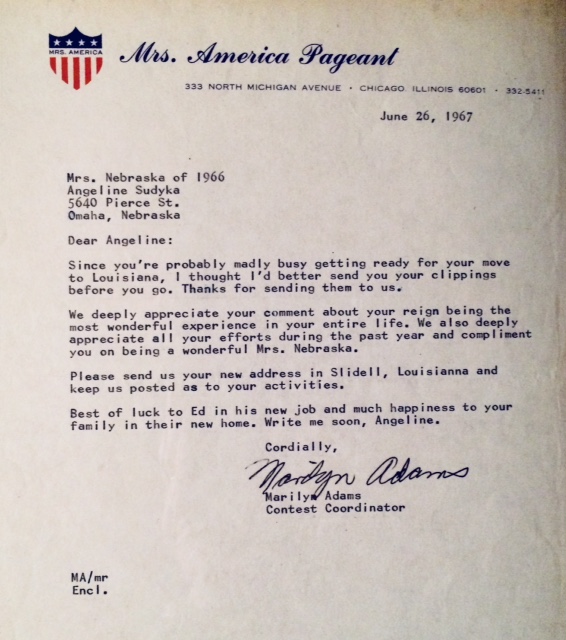 MRS. AMERICA
Mrs. America Pageant
333 NORTH MICHIGAN AVENUE • CHICAGO ILLINOIS 60601 • 332-5411
June 26, 1967
Mrs. Nebraska of 1966
Angeline Sudyka
5640 Pierce St.
Omaha, Nebraska
Dear Angeline:
Since you're probably madly busy getting ready for your move
to Louisiana, I thought I'd better send you your clippings
before you go. Thanks for sending them to us.
We deeply appreciate your comment about your reign being the
most wonderful experience in your entire life. We also deeply
appreciate all your efforts during the past year and compliment
you on being a wonderful Mrs. Nebraska.
Please send us your new address in Slidell, Louisianna and
keep us posted as to your activities.
Best of luck to Ed in his new job and much happiness to your
family in their new home. Write me soon, Angeline.
Cordially,
Marilyn Adams
Marilyn Adams
Contest Coordinator
MA/mr
Encl.